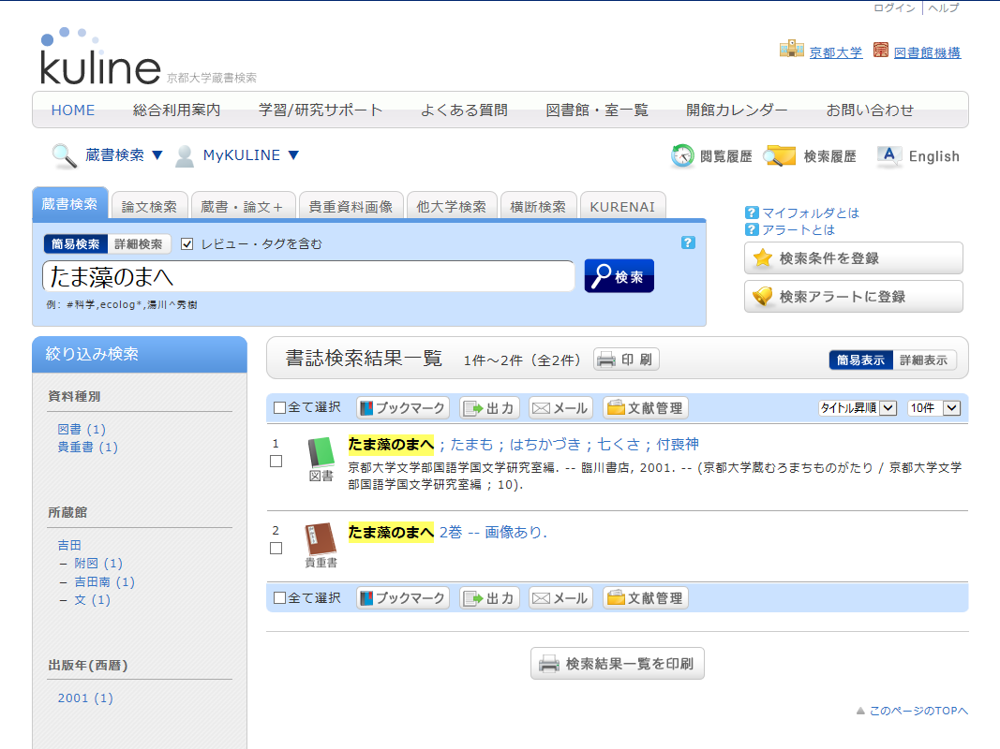 ログイン ヘルプ
kuline 京都大学蔵書検索
京都大学 図書館機構
HOME 総合利用案内 学習/研究サポート よくある質問 図書館・室一覧 開館カレンダー お問い合わせ
蔵書検索 ▼ MyKULINE ▼
閲覧履歴 検索履歴 A English
蔵書検索 論文検索 蔵書・論文+ 貴重資料画像 他大学検索 横断検索 KURENAI
簡易検索 詳細検索 レビュー・タグを含む ?
たま藻のまへ 検索
例: #科学,ecolog*,湯川^秀樹
? マイフォルダとは
? アラートとは
検索条件を登録
検索アラートに登録
絞り込み検索
資料種別
図書 (1)
貴重書 (1)
所蔵館
吉田
− 附図 (1)
− 吉田南 (1)
− 文 (1)
出版年(西暦)
2001 (1)
書誌検索結果一覧 1件～2件（全2件） 印 刷 簡易表示 詳細表示
全て選択 ブックマーク 出力 メール 文献管理 タイトル昇順 10件
1 図書
たま藻のまへ ; たまも ; はちかづき ; 七くさ ; 付喪神
京都大学文学部国語学国文学研究室編. -- 臨川書店, 2001. -- (京都大学蔵むろまちものがたり / 京都大学文学
部国語学国文学研究室編 ; 10).
2 貴重書
たま藻のまへ 2巻 -- 画像あり.
全て選択 ブックマーク 出力 メール 文献管理
検索結果一覧を印刷
このページのTOPへ